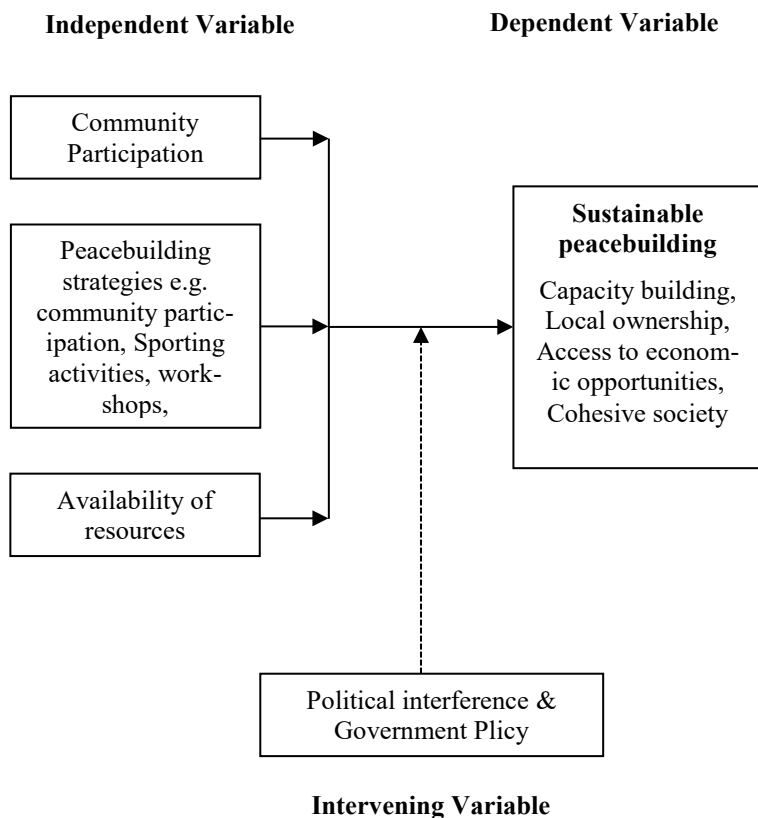 Independent Variable
Dependent Variable
Community
Participation
Peacebuilding
strategies e.g.
community partic-
ipation, Sporting
activities, work-
shops,
Availability of
resources
Sustainable
peacebuilding
Capacity building,
Local ownership,
Access to econom-
ic opportunities,
Cohesive society
Political interference &
Government Plicy
Intervening Variable